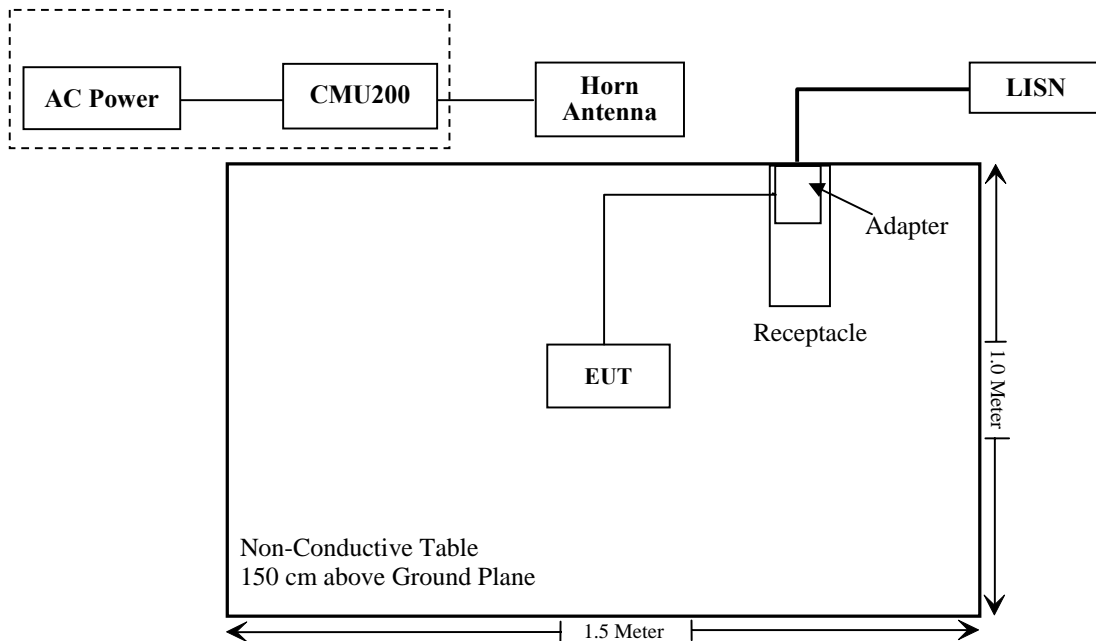 AC Power
CMU200
Horn
Antenna
LISN
Adapter
Receptacle
EUT
1.0 Meter
Non-Conductive Table
150 cm above Ground Plane
1.5 Meter